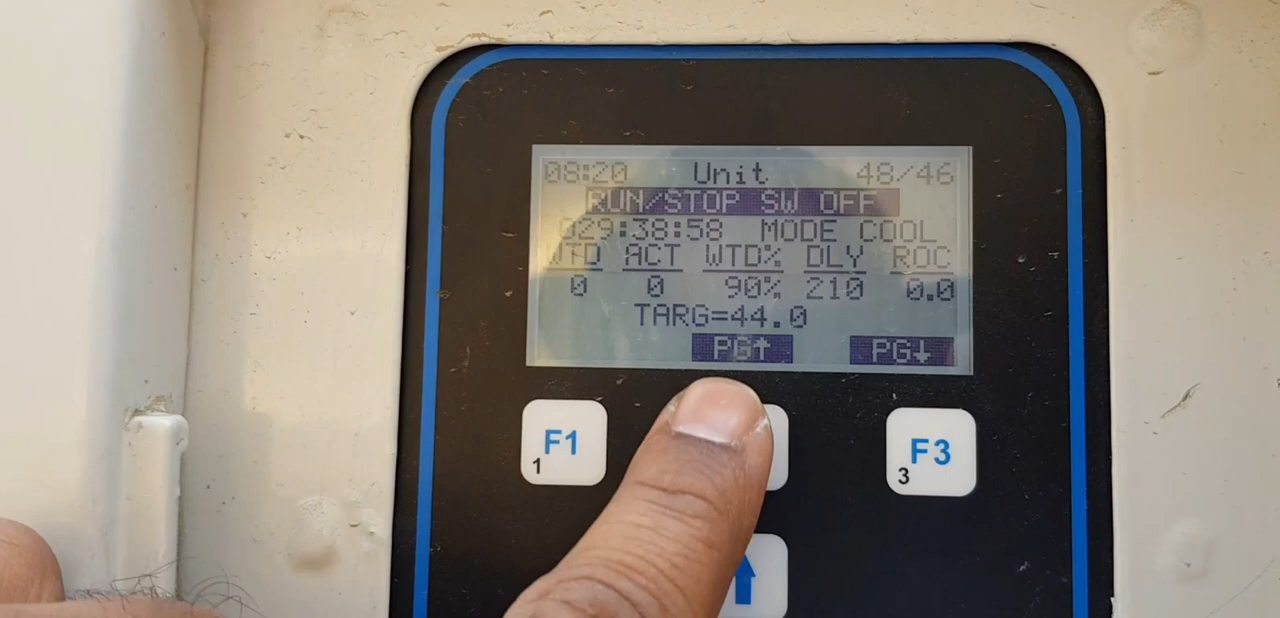 08:20 Unit 48/46
RUN/STOP SW OFF
029:38:58 MODE COOL
WTD ACT WTD% DLY ROC
0 0 90% 210 0.0
TARG=44.0
PG↑ PG↓
F1 F3
1 3